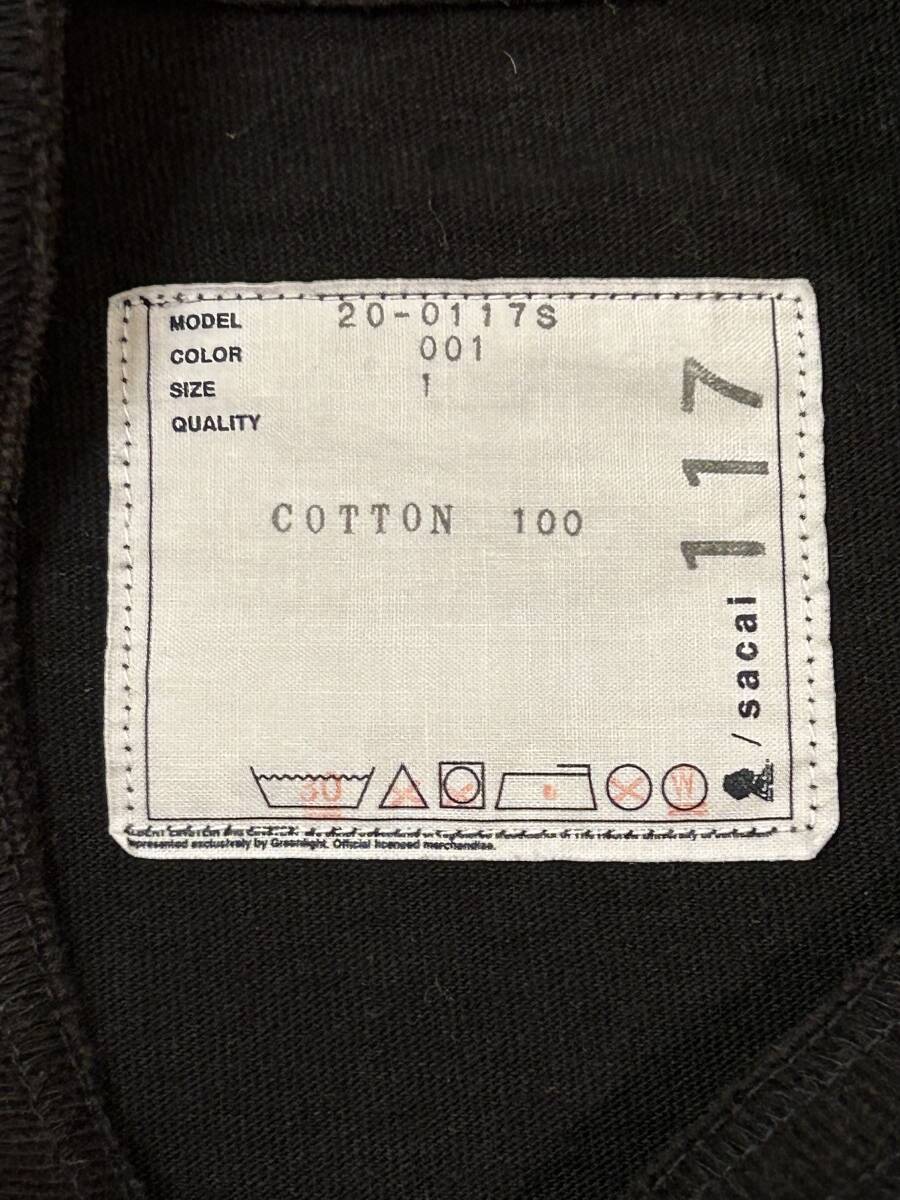 MODEL 20-0117S
COLOR 001
SIZE 1
QUALITY
COTTON 100
117
/ sacai
30
W
presented exclusively by Greenlight. Official licensed merchandise.